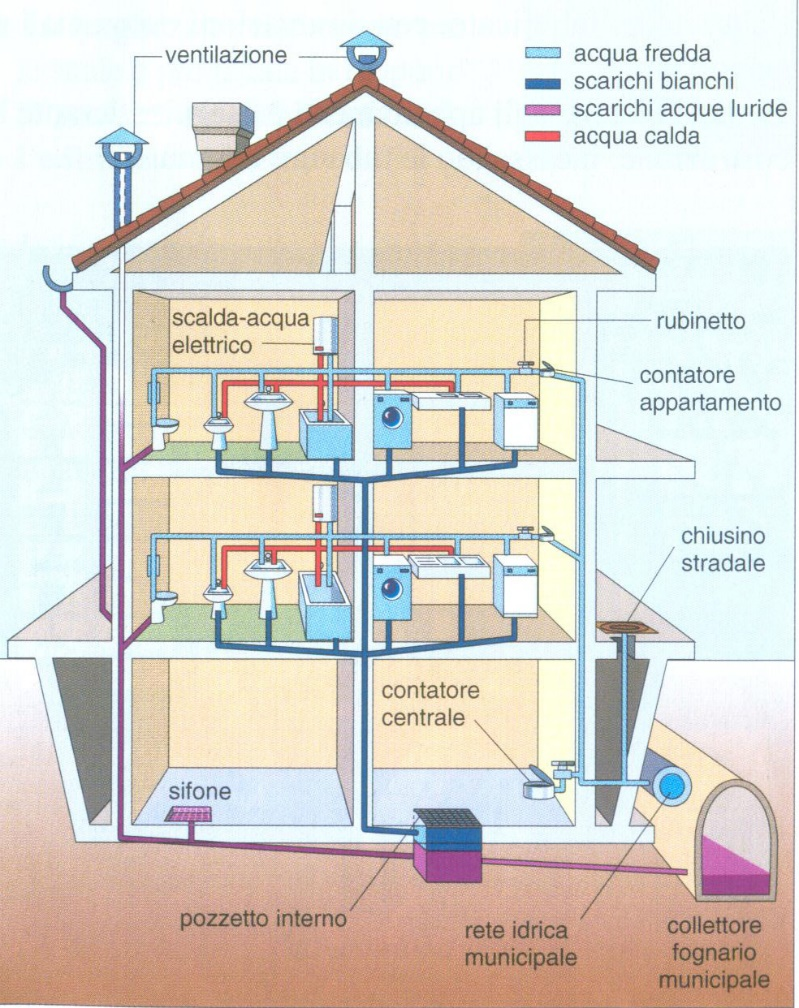 ventilazione
acqua fredda
scarichi bianchi
scarichi acque luride
acqua calda
scalda-acqua
elettrico
rubinetto
contatore
appartamento
chiusino
stradale
contatore
centrale
sifone
pozzetto interno
rete idrica
municipale
collettore
fognario
municipale